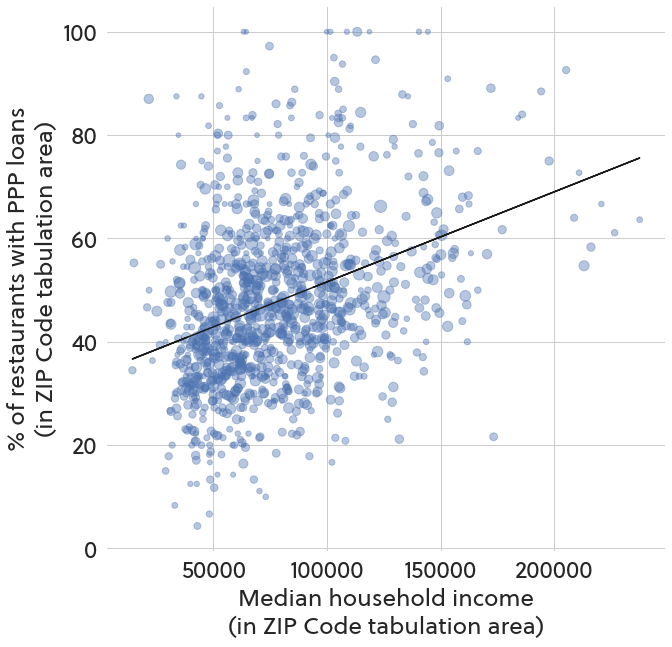 100
80
60
40
20
0
% of restaurants with PPP loans
(in ZIP Code tabulation area)
50000 100000 150000 200000
Median household income
(in ZIP Code tabulation area)